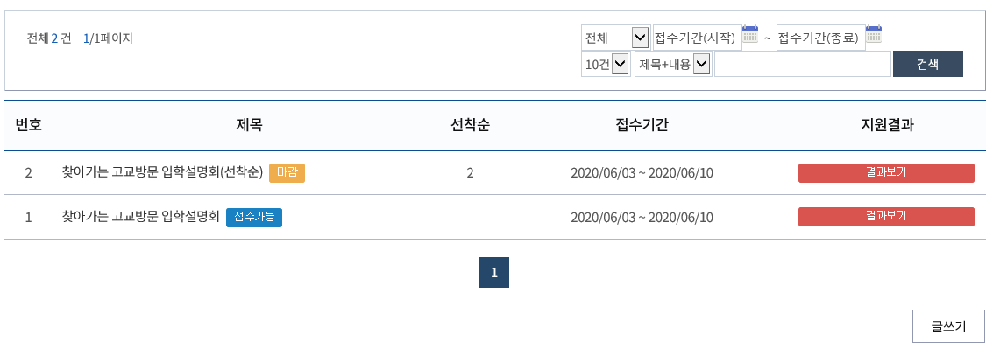 전체 2 건 1/1페이지
전체 접수기간(시작) ~ 접수기간(종료)
10건 제목+내용 검색
번호 제목 선착순 접수기간 지원결과
2 찾아가는 고교방문 입학설명회(선착순) 마감 2 2020/06/03 ~ 2020/06/10 결과보기
1 찾아가는 고교방문 입학설명회 접수가능 2020/06/03 ~ 2020/06/10 결과보기
1
글쓰기